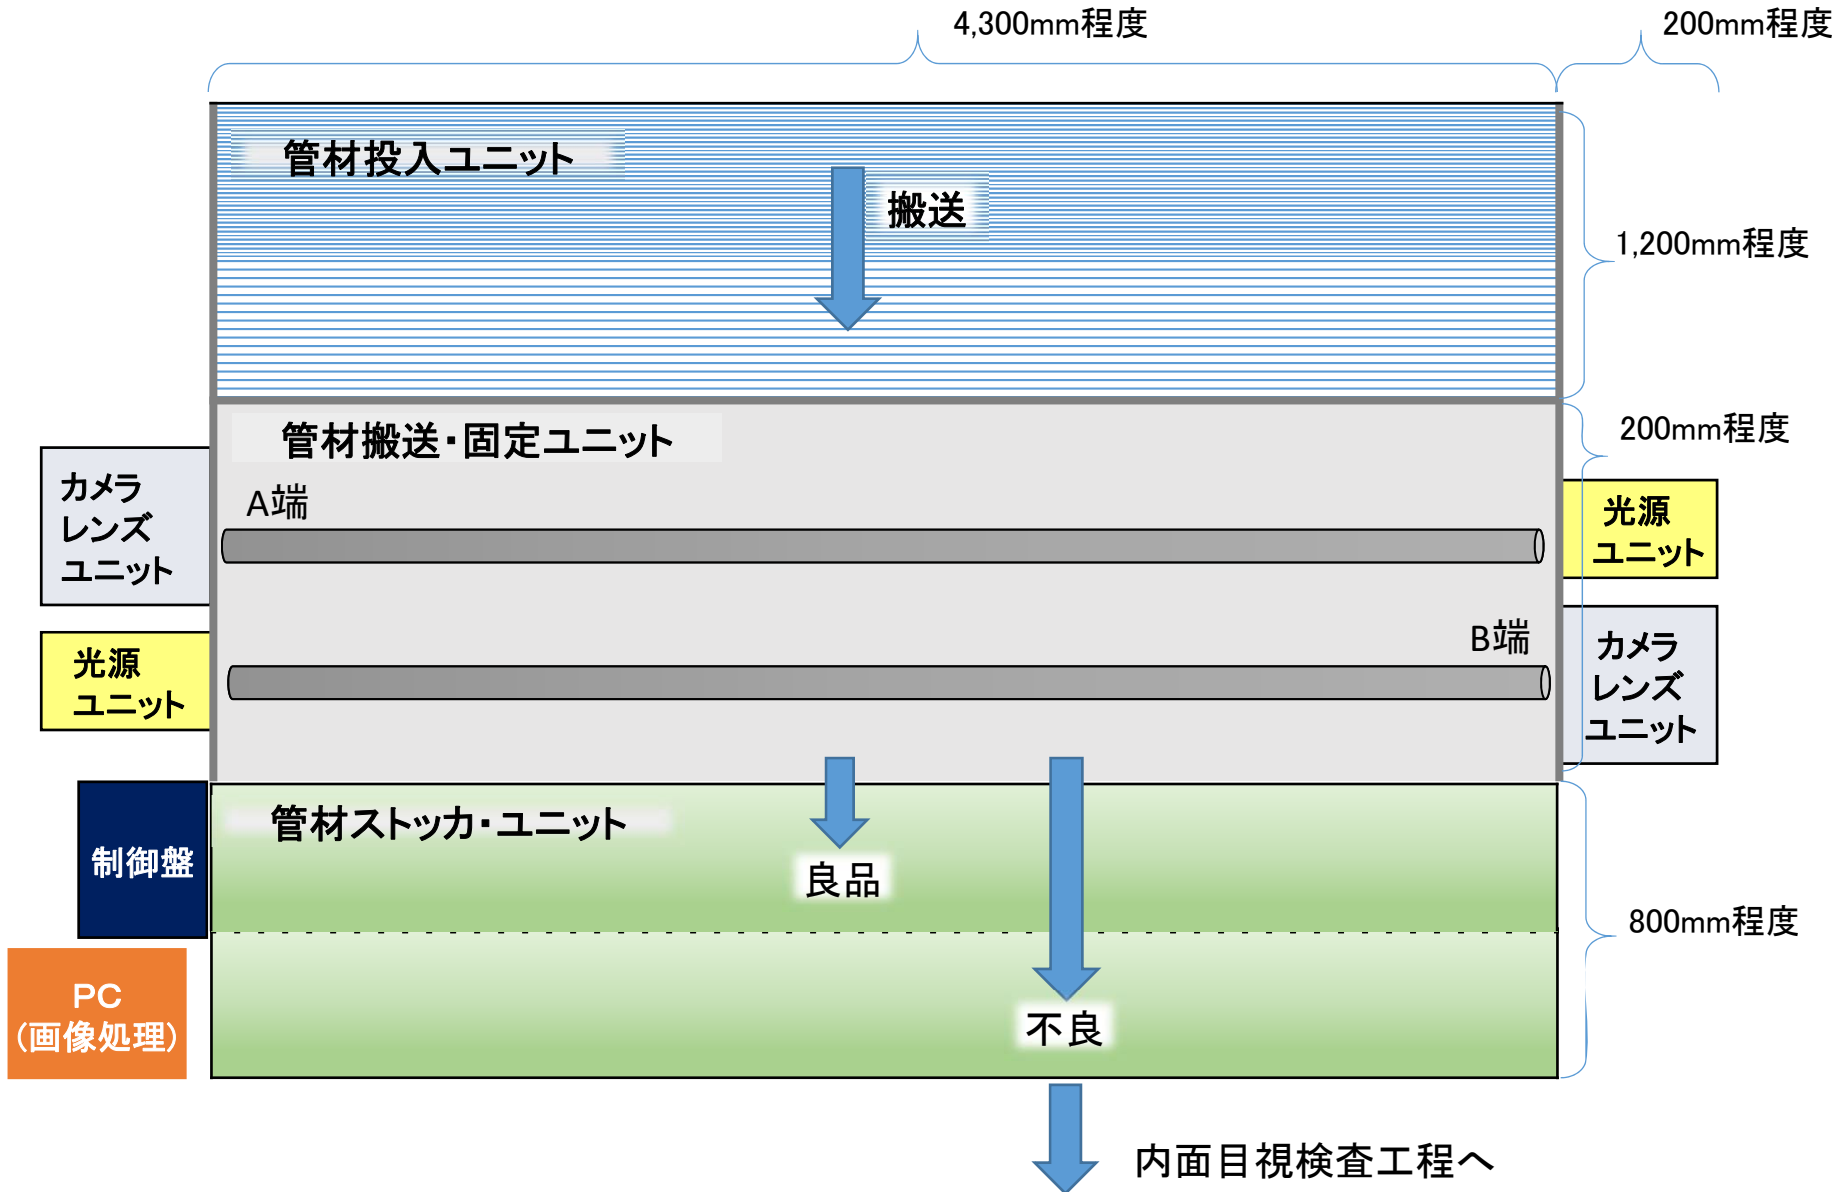 4,300mm程度
200mm程度
管材投入ユニット
搬送
1,200mm程度
管材搬送・固定ユニット
200mm程度
カメラ
レンズ
ユニット
A端
光源
ユニット
B端
光源
ユニット
カメラ
レンズ
ユニット
管材ストッカ・ユニット
制御盤
良品
800mm程度
PC
(画像処理)
不良
内面目視検査工程へ